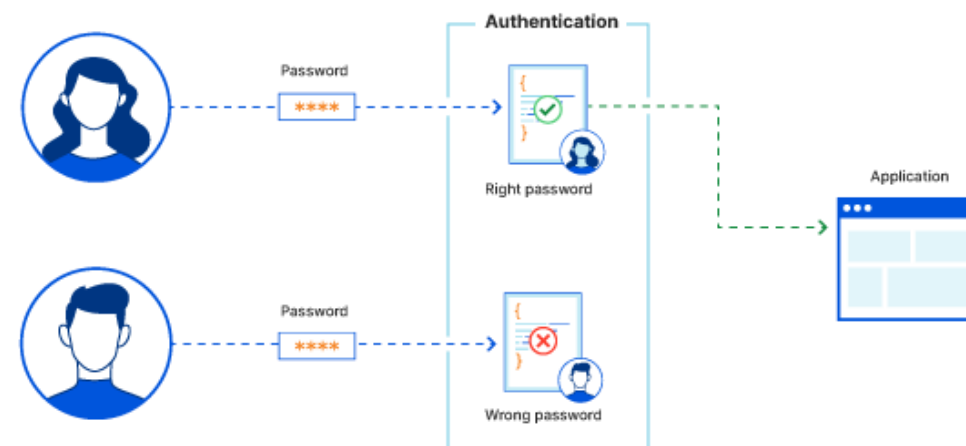 Authentication
Password
****
{
}
Right password
Application
Password
****
{
}
Wrong password